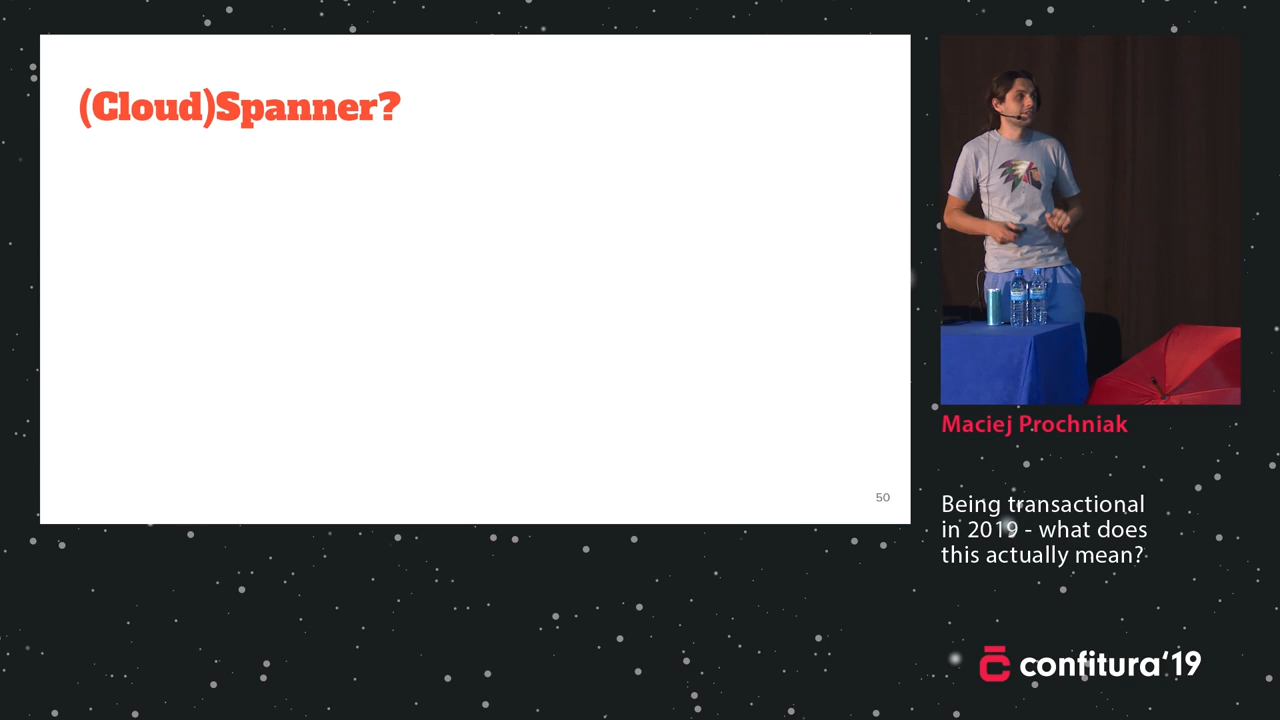 (Cloud)Spanner?
50
Maciej Prochniak
Being transactional
in 2019 - what does
this actually mean?
confitura'19